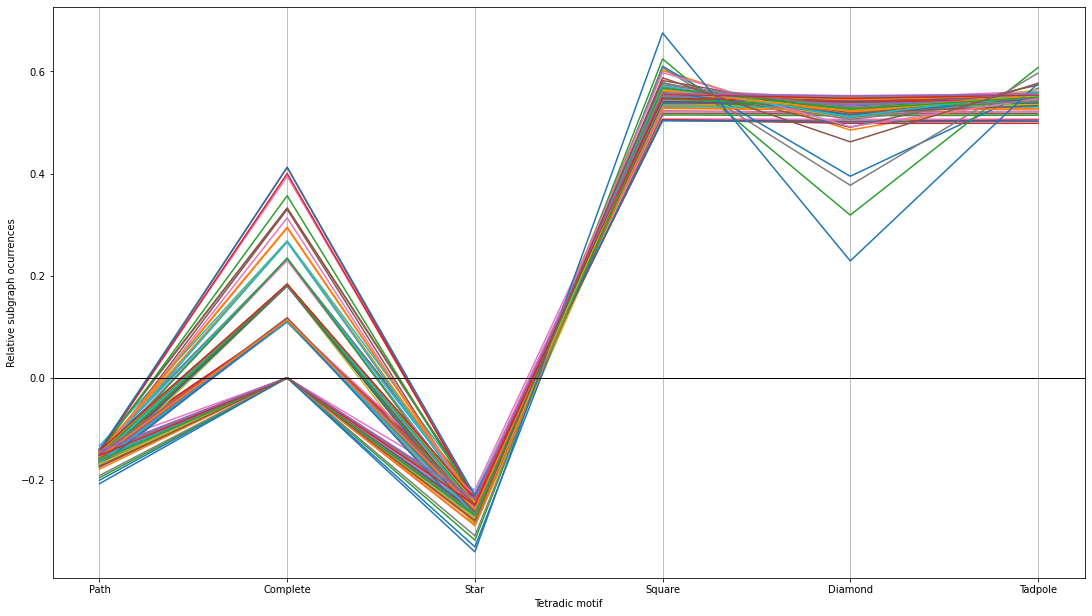 Relative subgraph ocurrences
0.6
0.4
0.2
0.0
−0.2
Path
Complete
Star
Square
Diamond
Tadpole
Tetradic motif